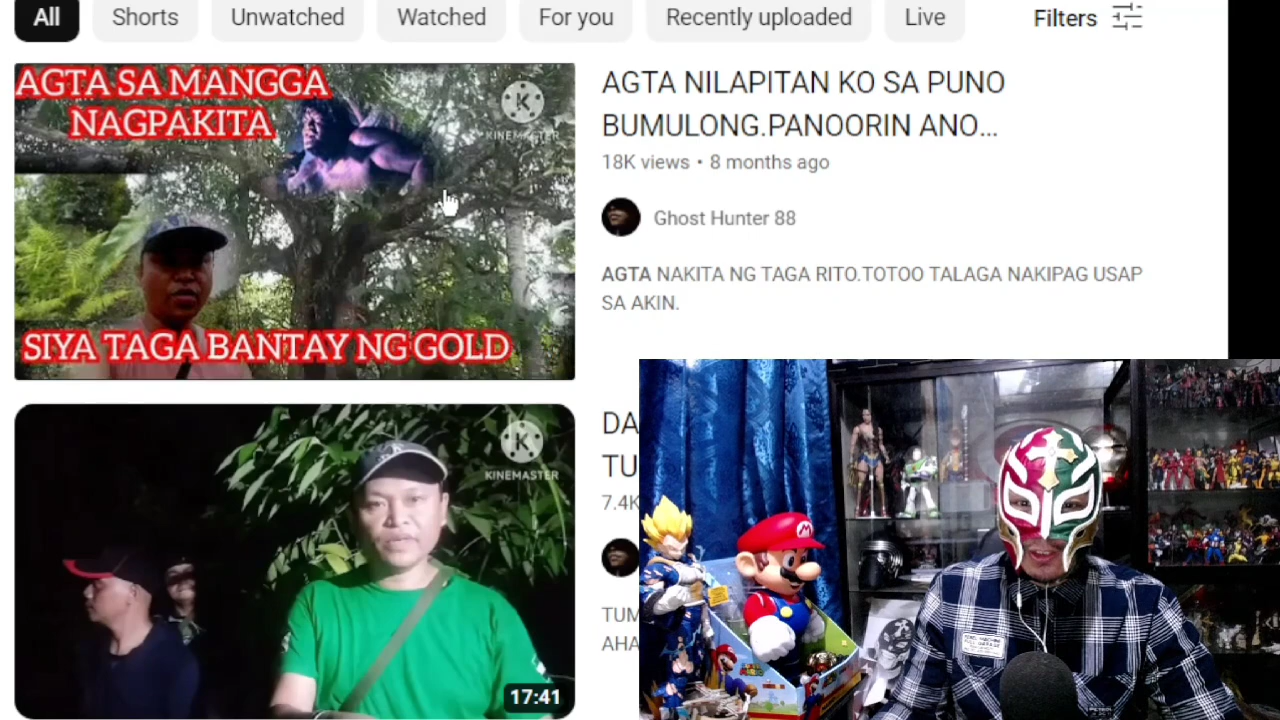 All
Shorts
Unwatched
Watched
For you
Recently uploaded
Live
Filters
AGTA SA MANGGA
NAGPAKITA
K
KINEMASTER
SIYA TAGA BANTAY NG GOLD
AGTA NILAPITAN KO SA PUNO
BUMULONG.PANOORIN ANO...
18K views • 8 months ago
Ghost Hunter 88
AGTA NAKITA NG TAGA RITO.TOTOO TALAGA NAKIPAG USAP
SA AKIN.
K
KINEMASTER
17:41
DA
TU
7.4K
TUM
AHA
M